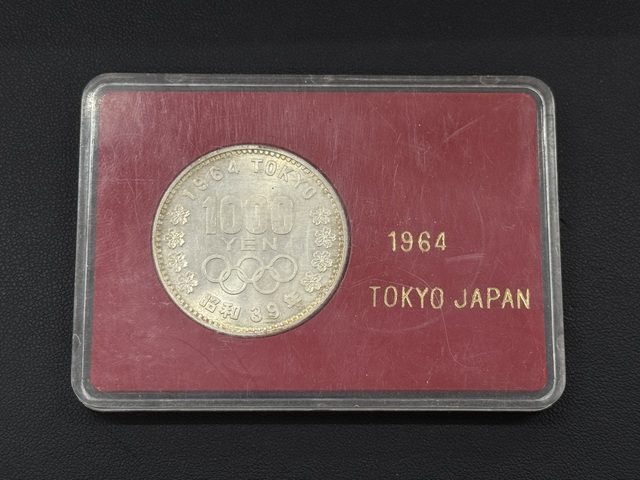 1964 TOKYO
1000
YEN
昭和39年
1964
TOKYO JAPAN